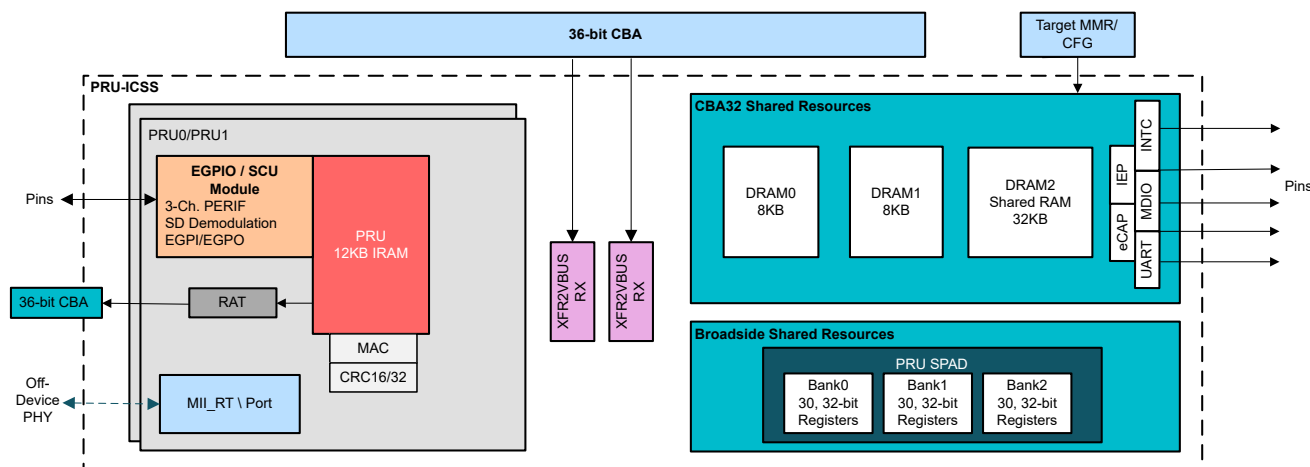 36-bit CBA
Target MMR/
CFG
PRU-ICSS
PRU0/PRU1
EGPIO / SCU
Module
3-Ch. PERIF
SD Demodulation
EGPI/EGPO
PRU
12KB IRAM
Pins
36-bit CBA
RAT
MAC
CRC16/32
Off-
Device
PHY
MII_RT \ Port
XFR2VBUS
RX
XFR2VBUS
RX
CBA32 Shared Resources
DRAM0
8KB
DRAM1
8KB
DRAM2
Shared RAM
32KB
IEP
eCAP
INTC
MDIO
UART
Pins
Broadside Shared Resources
PRU SPAD
Bank0
30, 32-bit
Registers
Bank1
30, 32-bit
Registers
Bank2
30, 32-bit
Registers